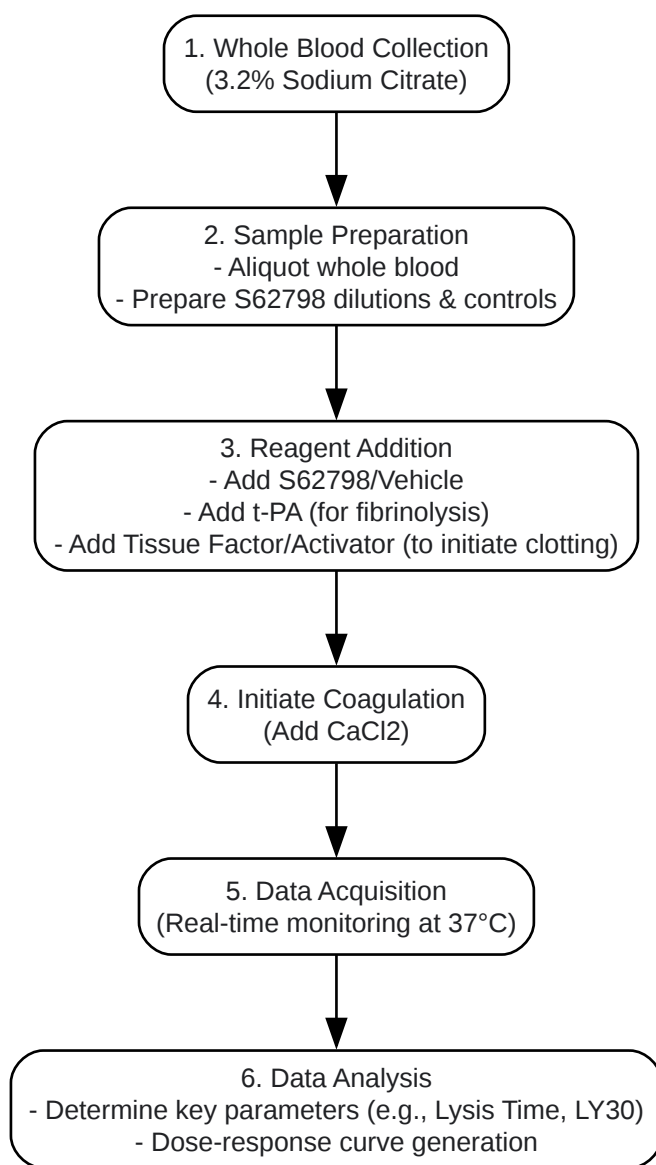 1. Whole Blood Collection
(3.2% Sodium Citrate)
2. Sample Preparation
- Aliquot whole blood
- Prepare S62798 dilutions & controls
3. Reagent Addition
- Add S62798/Vehicle
- Add t-PA (for fibrinolysis)
- Add Tissue Factor/Activator (to initiate clotting)
4. Initiate Coagulation
(Add CaCl2)
5. Data Acquisition
(Real-time monitoring at 37°C)
6. Data Analysis
- Determine key parameters (e.g., Lysis Time, LY30)
- Dose-response curve generation